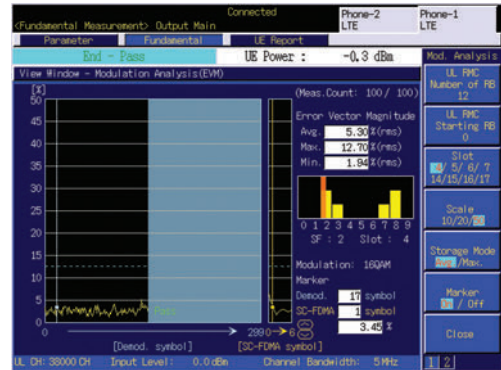 Connected
<Fundamental Measurement> Output Main
Phone-2
LTE
Phone-1
LTE
Parameter
Fundamental
UE Report
End - Pass
UE Power :
-0.3 dBm
Mod. Analysis
View Window - Modulation Analysis(EVM)
[%]
(Meas.Count: 100/ 100)
50
45
40
35
30
25
20
15
10
5
0
Pass
0
299
0
6
[Demod. symbol]
[SC-FDMA symbol]
Error Vector Magnitude
Avg. 5.30 %(rms)
Max. 12.70 %(rms)
Min. 1.94 %(rms)
0 1 2 3 4 5 6 7 8 9
SF : 2 Slot : 4
Modulation: 16QAM
Marker
Demod. 17 symbol
SC-FDMA 1 symbol
3.45 %
UL RMC
Number of RB
12
UL RMC
Starting RB
0
Slot
/ 5/ 6/ 7
14/15/16/17
Scale
10/20/50
Storage Mode
Avg./Max.
Marker
On / Off
Close
UL CH: 38000 CH Input Level: 0.0 dBm Channel Bandwidth: 5 MHz
1 2